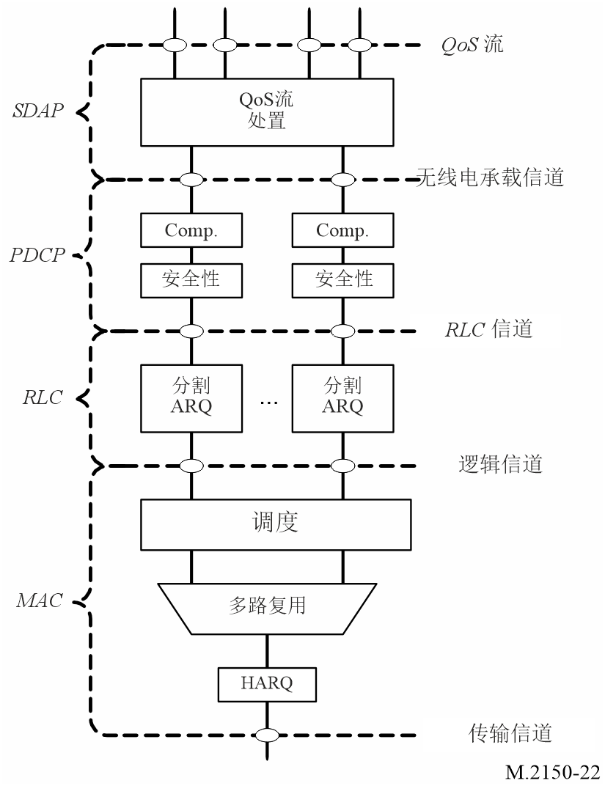 QoS 流
QoS流
处置
SDAP
无线电承载信道
Comp.
Comp.
PDCP
安全性
安全性
RLC 信道
分割
ARQ
...
分割
ARQ
RLC
逻辑信道
调度
MAC
多路复用
HARQ
传输信道
M.2150-22